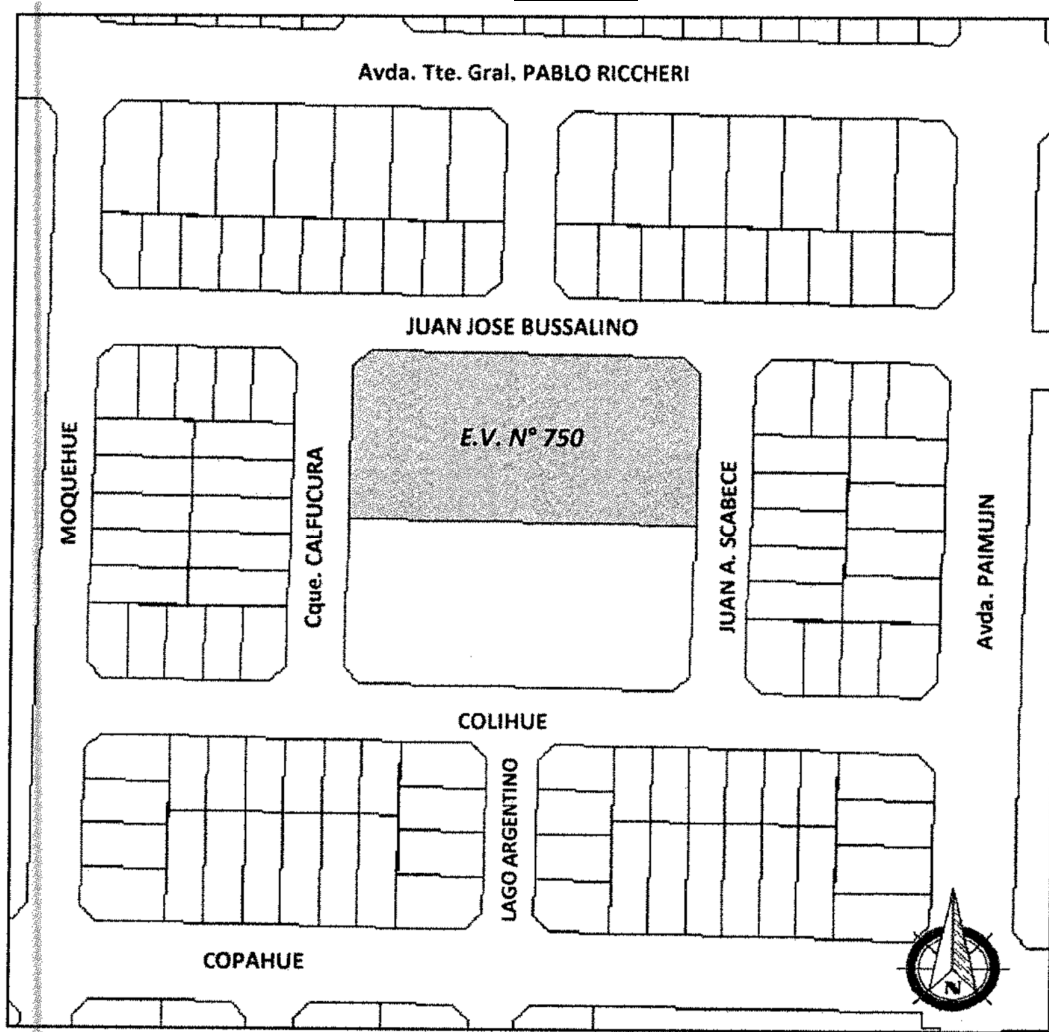 Avda. Tte. Gral. PABLO RICCHERI
JUAN JOSE BUSSALINO
E.V. N° 750
MOQUEHUE
Cque. CALFUCURA
JUAN A. SCABECE
Avda. PAIMUJN
COLIHUE
LAGO ARGENTINO
COPAHUE
N